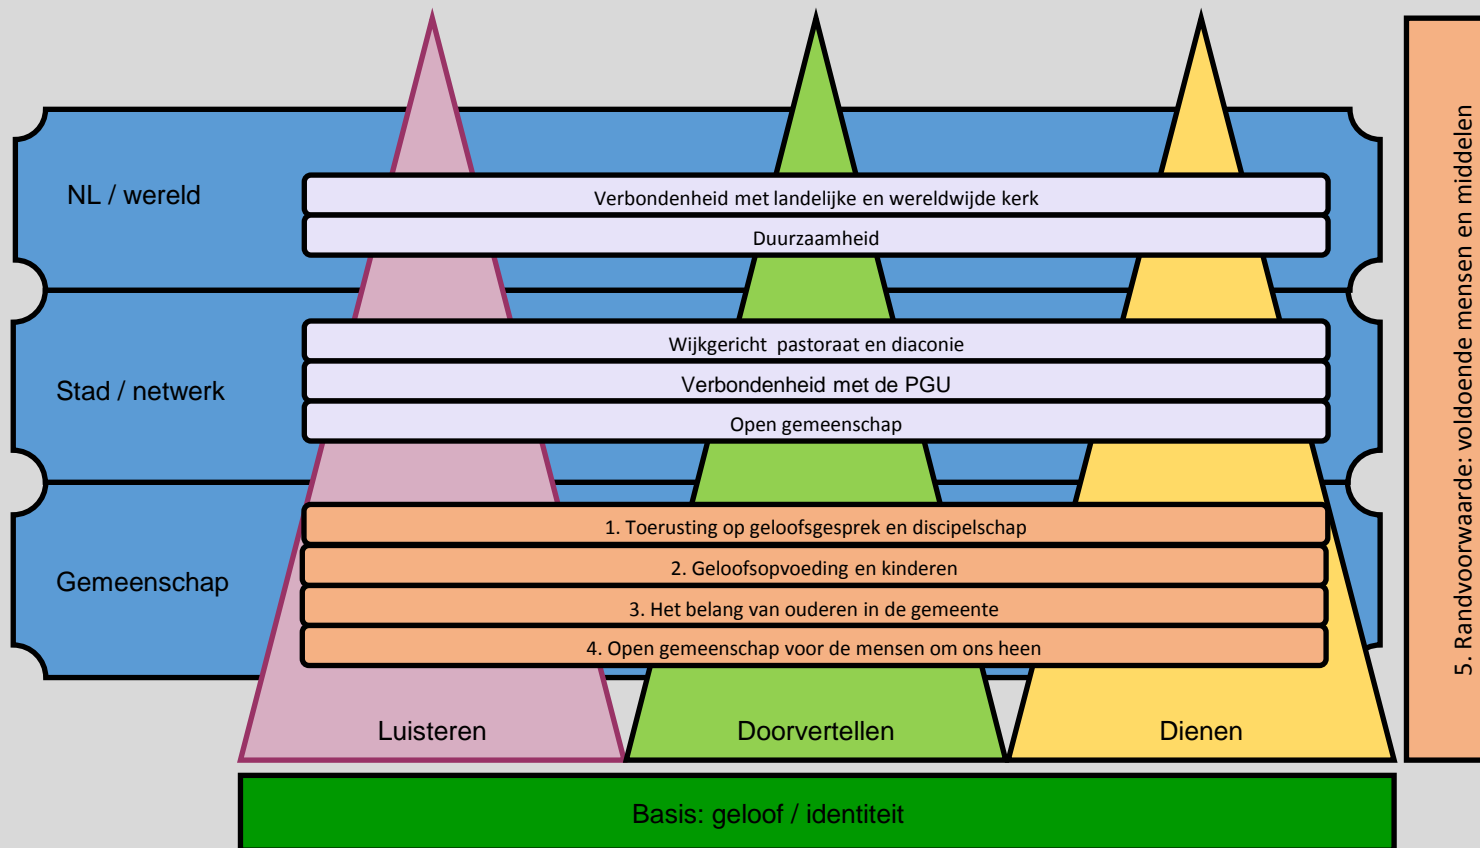 NL / wereld
Verbondenheid met landelijke en wereldwijde kerk
Duurzaamheid
Stad / netwerk
Wijkgericht  pastoraat en diaconie
Verbondenheid met de PGU
Open gemeenschap
Gemeenschap
1. Toerusting op geloofsgesprek en discipelschap
2. Geloofsopvoeding en kinderen
3. Het belang van ouderen in de gemeente
4. Open gemeenschap voor de mensen om ons heen
Luisteren
Doorvertellen
Dienen
Basis: geloof / identiteit
5. Randvoorwaarde: voldoende mensen en middelen